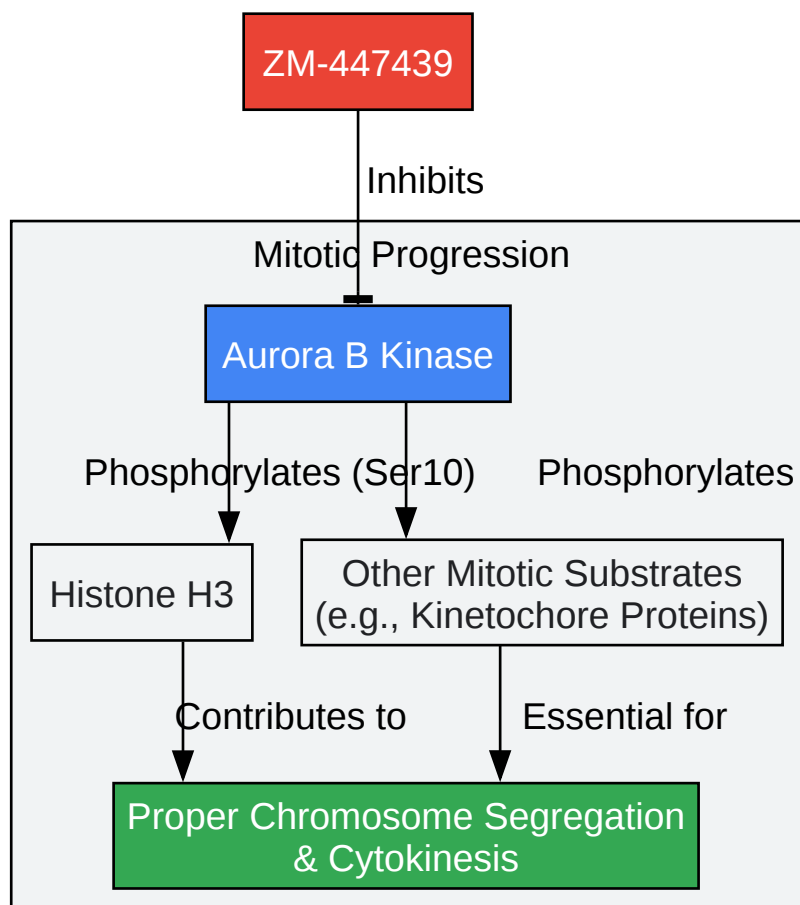 ZM-447439
Inhibits
Mitotic Progression
Aurora B Kinase
Phosphorylates (Ser10)
Phosphorylates
Histone H3
Other Mitotic Substrates
(e.g., Kinetochore Proteins)
Contributes to
Essential for
Proper Chromosome Segregation
& Cytokinesis